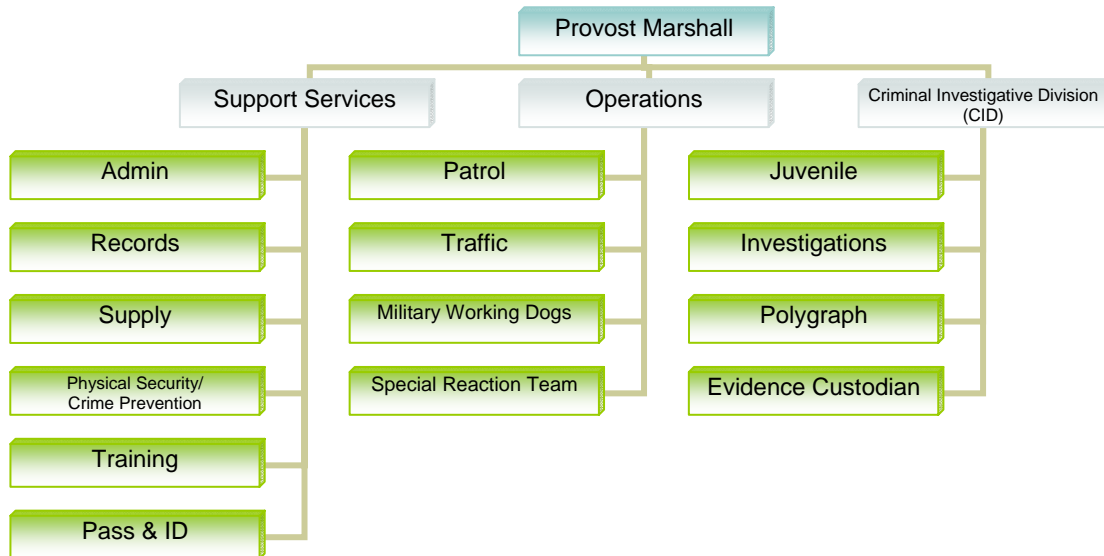 Provost Marshall
Support Services
Operations
Criminal Investigative Division
(CID)
Admin
Patrol
Juvenile
Records
Traffic
Investigations
Supply
Military Working Dogs
Polygraph
Physical Security/
Crime Prevention
Special Reaction Team
Evidence Custodian
Training
Pass & ID